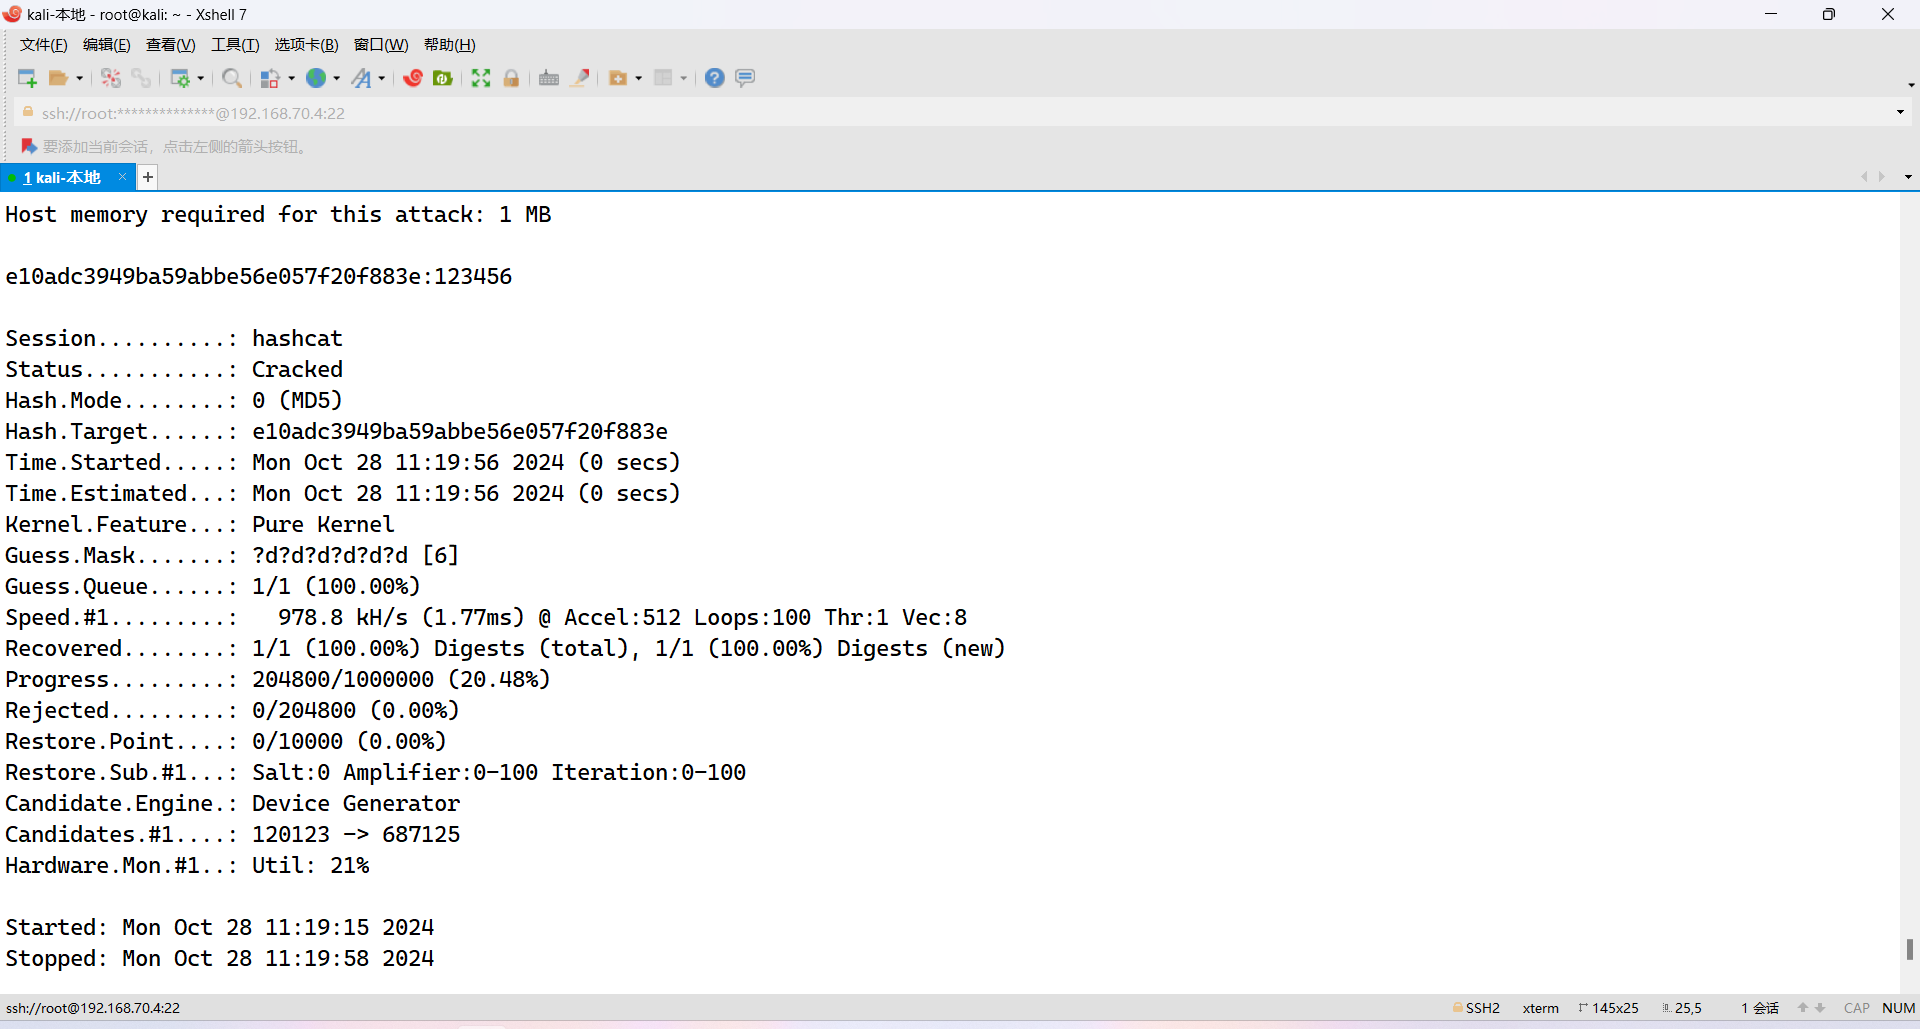 kali-本地 - root@kali: ~ - Xshell 7
文件(F) 编辑(E) 查看(V) 工具(T) 选项卡(B) 窗口(W) 帮助(H)
ssh://root:**************@192.168.70.4:22
要添加当前会话，点击左侧的箭头按钮。
1 kali-本地 × +
Host memory required for this attack: 1 MB
e10adc3949ba59abbe56e057f20f883e:123456
Session..........: hashcat
Status...........: Cracked
Hash.Mode........: 0 (MD5)
Hash.Target......: e10adc3949ba59abbe56e057f20f883e
Time.Started.....: Mon Oct 28 11:19:56 2024 (0 secs)
Time.Estimated...: Mon Oct 28 11:19:56 2024 (0 secs)
Kernel.Feature...: Pure Kernel
Guess.Mask.......: ?d?d?d?d?d?d [6]
Guess.Queue......: 1/1 (100.00%)
Speed.#1.........:   978.8 kH/s (1.77ms) @ Accel:512 Loops:100 Thr:1 Vec:8
Recovered........: 1/1 (100.00%) Digests (total), 1/1 (100.00%) Digests (new)
Progress.........: 204800/1000000 (20.48%)
Rejected.........: 0/204800 (0.00%)
Restore.Point....: 0/10000 (0.00%)
Restore.Sub.#1...: Salt:0 Amplifier:0-100 Iteration:0-100
Candidate.Engine.: Device Generator
Candidates.#1....: 120123 -> 687125
Hardware.Mon.#1..: Util: 21%
Started: Mon Oct 28 11:19:15 2024
Stopped: Mon Oct 28 11:19:58 2024
ssh://root@192.168.70.4:22 SSH2 xterm 145x25 25,5 1 会话 CAP NUM